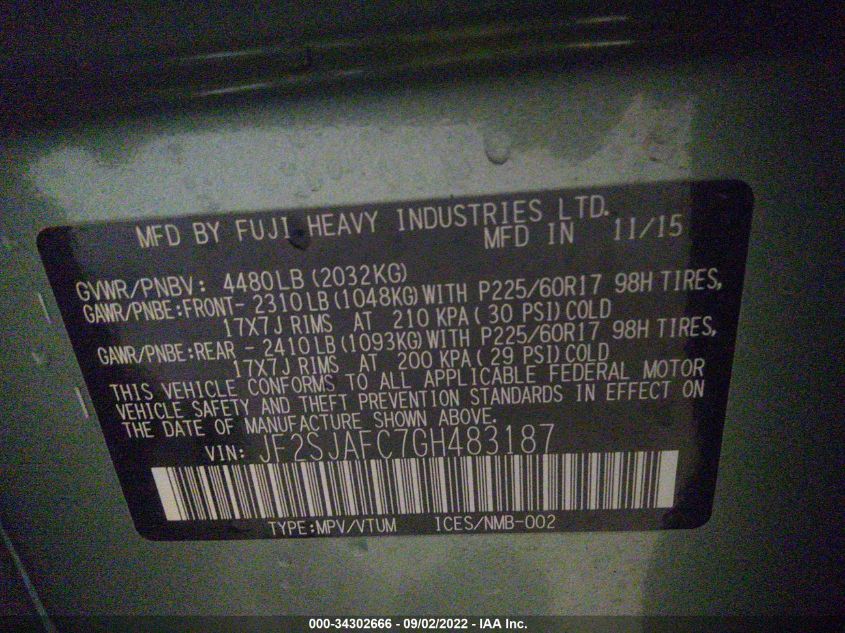 MFD BY FUJI HEAVY INDUSTRIES LTD.
MFD IN 11/15
GVWR/PNBV: 4480LB (2032KG)
GAWR/PNBE:FRONT- 2310LB (1048KG) WITH P225/60R17 98H TIRES,
17X7J RIMS AT 210 KPA ( 30 PSI) COLD
GAWR/PNBE:REAR - 2410LB (1093KG) WITH P225/60R17 98H TIRES,
17X7J RIMS AT 200 KPA ( 29 PSI) COLD
THIS VEHICLE CONFORMS TO ALL APPLICABLE FEDERAL MOTOR
VEHICLE SAFETY AND THEFT PREVENTION STANDARDS IN EFFECT ON
THE DATE OF MANUFACTURE SHOWN ABOVE.
VIN: JF2SJAFC7GH483187
TYPE:MPV/VTUM ICES/NMB-002
000-34302666 - 09/02/2022 - IAA Inc.